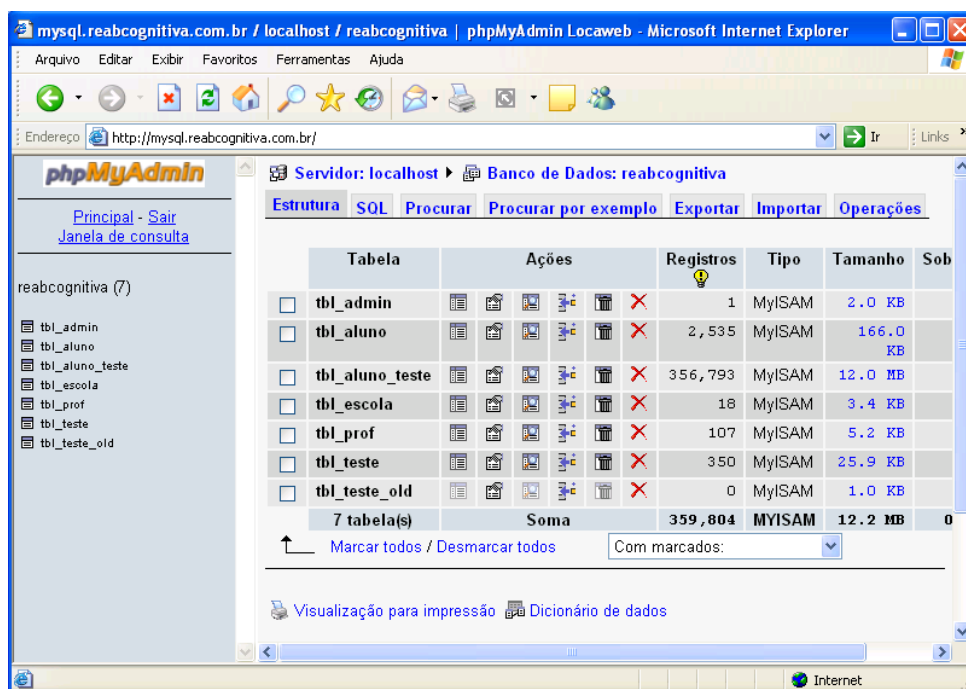 mysql.reabcognitiva.com.br / localhost / reabcognitiva | phpMyAdmin Locaweb - Microsoft Internet Explorer
Arquivo Editar Exibir Favoritos Ferramentas Ajuda
Endereço http://mysql.reabcognitiva.com.br/ Ir Links
phpMyAdmin
Principal - Sair
Janela de consulta
reabcognitiva (7)
tbl_admin
tbl_aluno
tbl_aluno_teste
tbl_escola
tbl_prof
tbl_teste
tbl_teste_old
Servidor: localhost Banco de Dados: reabcognitiva
Estrutura SQL Procurar Procurar por exemplo Exportar Importar Operações
Tabela Ações Registros Tipo Tamanho Sob
tbl_admin 1 MyISAM 2.0 KB
tbl_aluno 2,535 MyISAM 166.0
KB
tbl_aluno_teste 356,793 MyISAM 12.0 MB
tbl_escola 18 MyISAM 3.4 KB
tbl_prof 107 MyISAM 5.2 KB
tbl_teste 350 MyISAM 25.9 KB
tbl_teste_old 0 MyISAM 1.0 KB
7 tabela(s) Soma 359,804 MYISAM 12.2 MB 0
Marcar todos / Desmarcar todos Com marcados:
Visualização para impressão Dicionário de dados
Internet